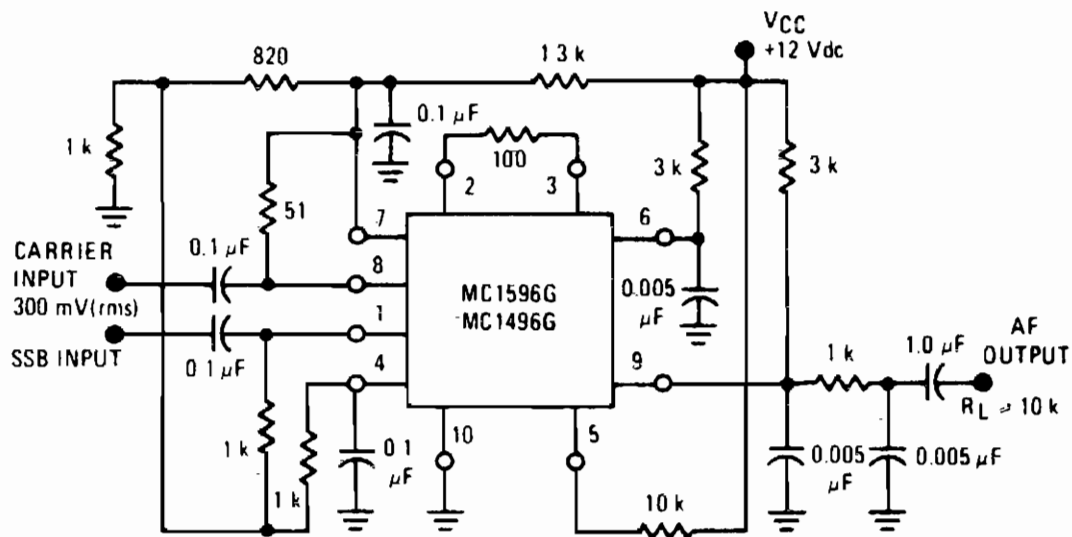 VCC
+12 Vdc
820
1.3 k
0.1 µF
1 k
100
3 k
3 k
2
3
51
7
6
CARRIER
INPUT
300 mV(rms)
0.1 µF
8
MC1596G
MC1496G
0.005
µF
SSB INPUT
0.1 µF
1
4
9
1 k
1.0 µF
AF
OUTPUT
RL = 10 k
1 k
1 k
0.1
µF
10
5
10 k
0.005
µF
0.005 µF